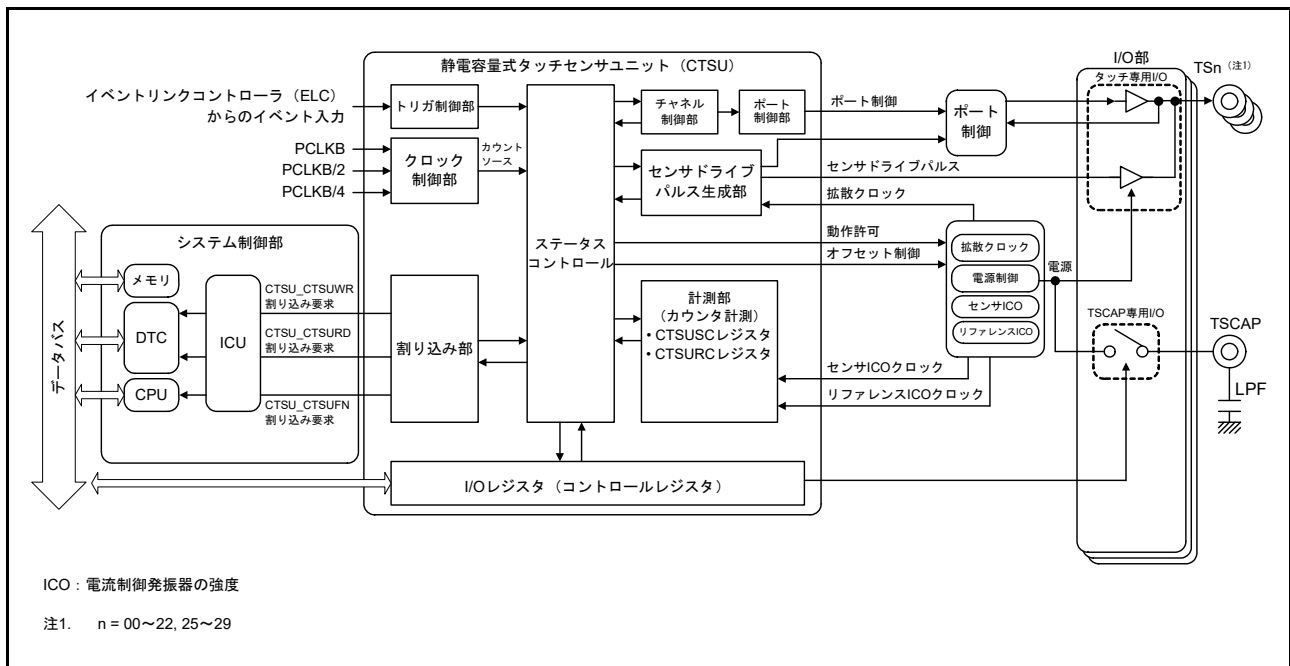 静電容量式タッチセンサユニット（CTSU）
I/O部
タッチ専用I/O
TSn（注1）
イベントリンクコントローラ（ELC）
からのイベント入力
トリガ制御部
チャネル
制御部
ポート
制御部
ポート制御
ポート
制御
PCLKB
PCLKB/2
PCLKB/4
クロック
制御部
カウント
ソース
センサドライブ
パルス生成部
センサドライブパルス
拡散クロック
ステータス
コントロール
動作許可
オフセット制御
拡散クロック
電源制御
センサICO
リファレンスICO
電源
データバス
システム制御部
メモリ
DTC
CPU
ICU
CTSU_CTSUWR
割り込み要求
CTSU_CTSURD
割り込み要求
CTSU_CTSUFN
割り込み要求
割り込み部
計測部
（カウンタ計測）
・CTSUSCレジスタ
・CTSURCレジスタ
センサICOクロック
リファレンスICOクロック
TSCAP専用I/O
TSCAP
LPF
I/Oレジスタ（コントロールレジスタ）
ICO：電流制御発振器の強度
注1. n = 00～22, 25～29